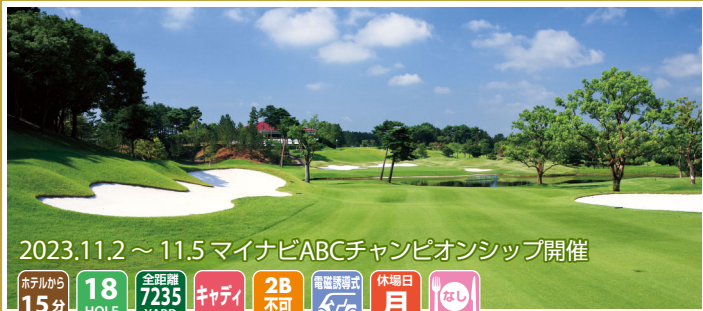 2023.11.2 ～ 11.5 マイナビABCチャンピオンシップ開催
ホテルから
15分
18
HOLE
全距離
7235
YARD
キャディ
2B
不可
電磁誘導式
休場日
月
なし